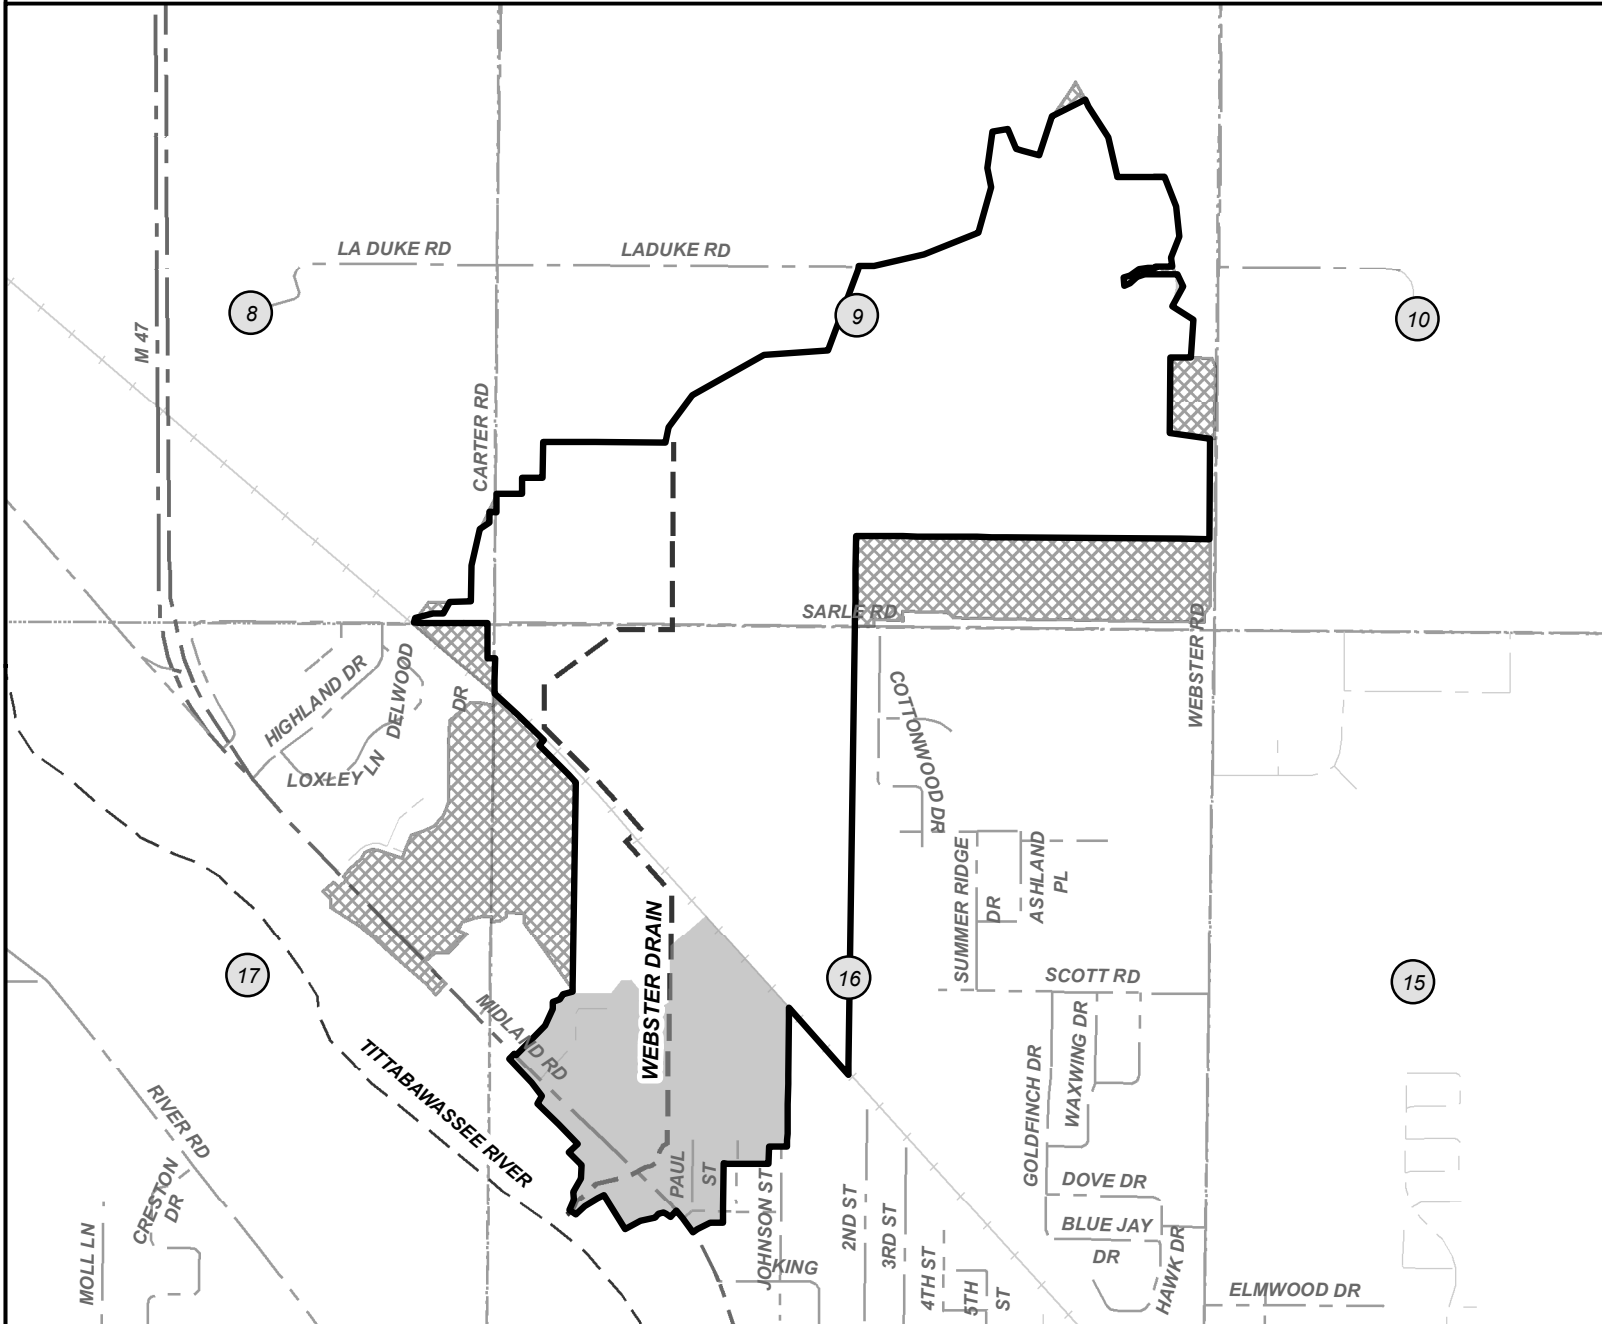 LA DUKE RD
LADUKE RD
8
9
10
M 47
CARTER RD
SARLE RD
WEBSTER RD
HIGHLAND DR
DELWOOD
DR
LOXLEY LN
COTTONWOOD DR
SUMMER RIDGE
DR
ASHLAND
PL
WEBSTER DRAIN
17
16
15
SCOTT RD
MIDLAND RD
TITTABAWASSEE RIVER
RIVER RD
CRESTON
DR
MOLL LN
PAUL
ST
JOHNSON ST
KING
2ND ST
3RD ST
4TH ST
5TH
ST
GOLDFINCH DR
WAXWING DR
DOVE DR
BLUE JAY
DR
HAWK DR
ELMWOOD DR